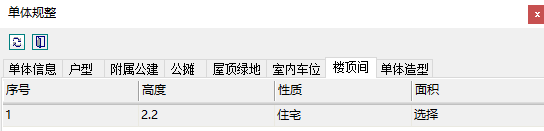 单体规整
单体信息 户型 附属公建 公摊 屋顶绿地 室内车位 楼顶间 单体造型
序号 高度 性质 面积
1 2.2 住宅 选择